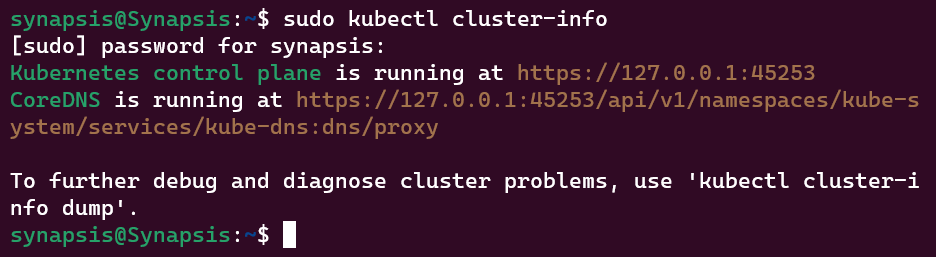 synapsis@Synapsis:~$ sudo kubectl cluster-info
[sudo] password for synapsis:
Kubernetes control plane is running at https://127.0.0.1:45253
CoreDNS is running at https://127.0.0.1:45253/api/v1/namespaces/kube-s
ystem/services/kube-dns:dns/proxy

To further debug and diagnose cluster problems, use 'kubectl cluster-i
nfo dump'.
synapsis@Synapsis:~$